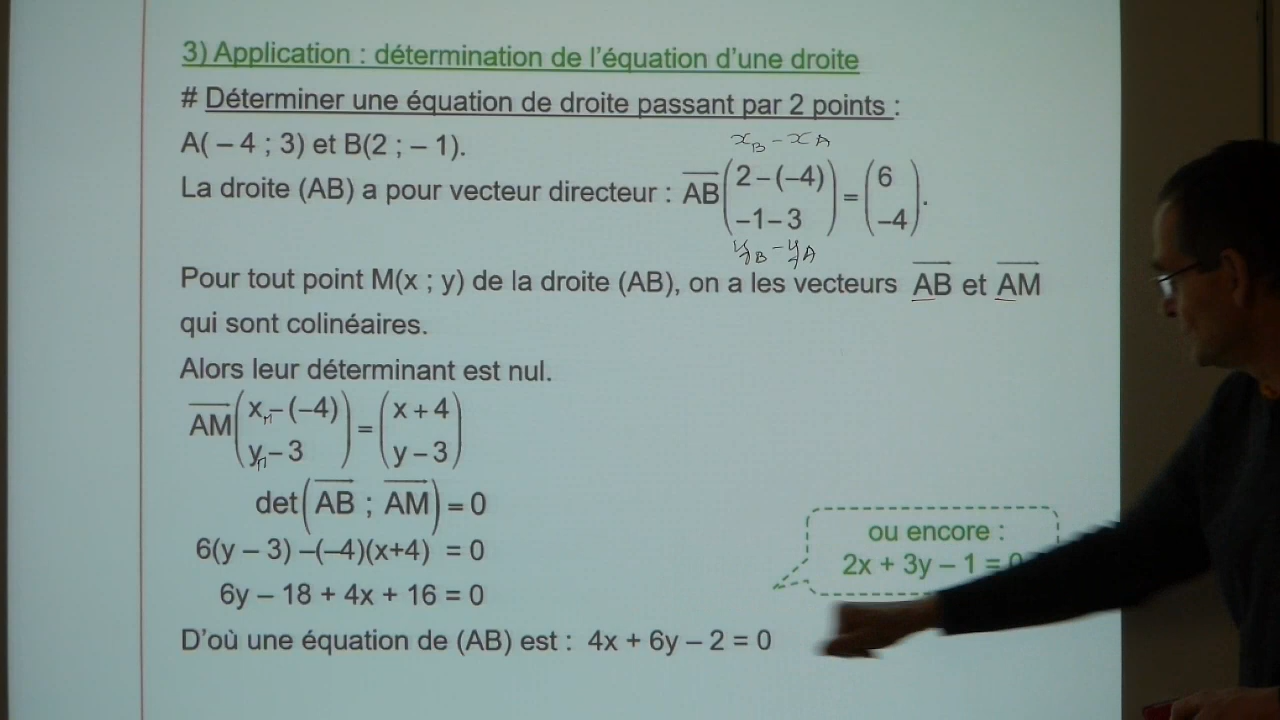 3) Application : détermination de l'équation d'une droite
# Déterminer une équation de droite passant par 2 points :
A( – 4 ; 3) et B(2 ; – 1).
x_B – x_A
La droite (AB) a pour vecteur directeur : AB (2 – (–4) / –1 – 3) = (6 / –4).
y_B – y_A
Pour tout point M(x ; y) de la droite (AB), on a les vecteurs AB et AM
qui sont colinéaires.
Alors leur déterminant est nul.
AM (x_M – (–4) / y_M – 3) = (x + 4 / y – 3)
det(AB ; AM) = 0
6(y – 3) –(–4)(x+4) = 0
6y – 18 + 4x + 16 = 0
D'où une équation de (AB) est : 4x + 6y – 2 = 0
ou encore :
2x + 3y – 1 = 0